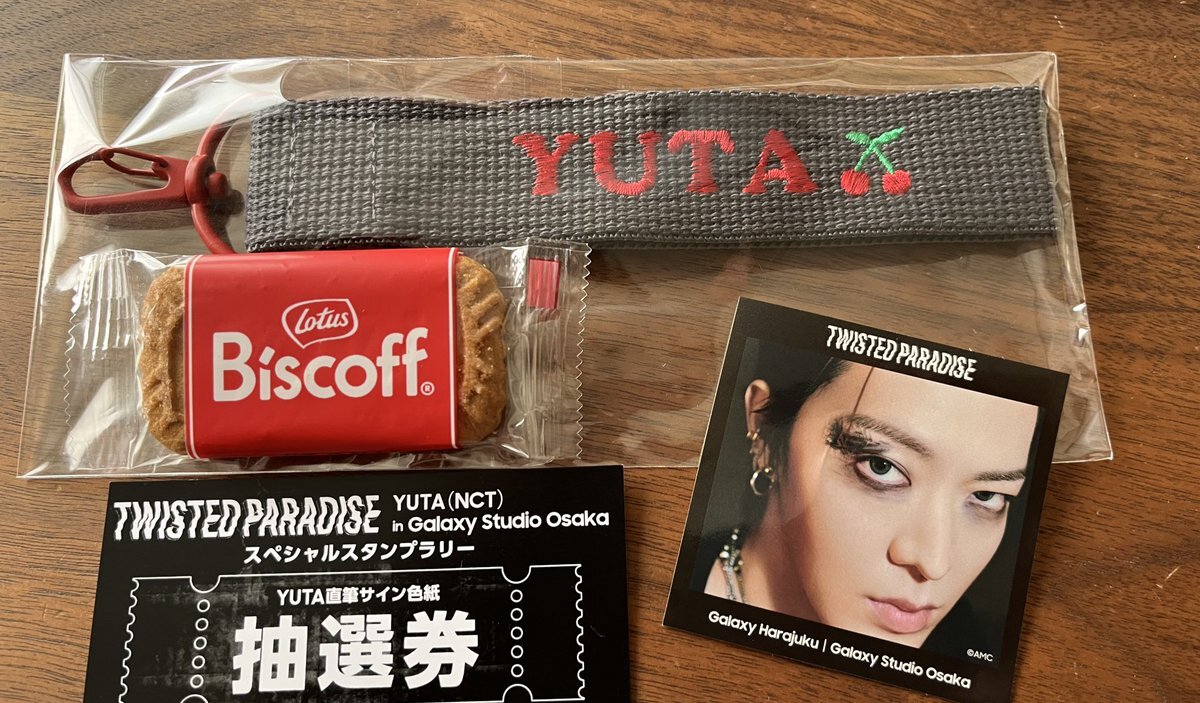 YUTA
Lotus
Biscoff®
TWISTED PARADISE
Galaxy Harajuku | Galaxy Studio Osaka
©AMC
TWISTED PARADISE YUTA(NCT)
in Galaxy Studio Osaka
スペシャルスタンプラリー
YUTA直筆サイン色紙
抽選券